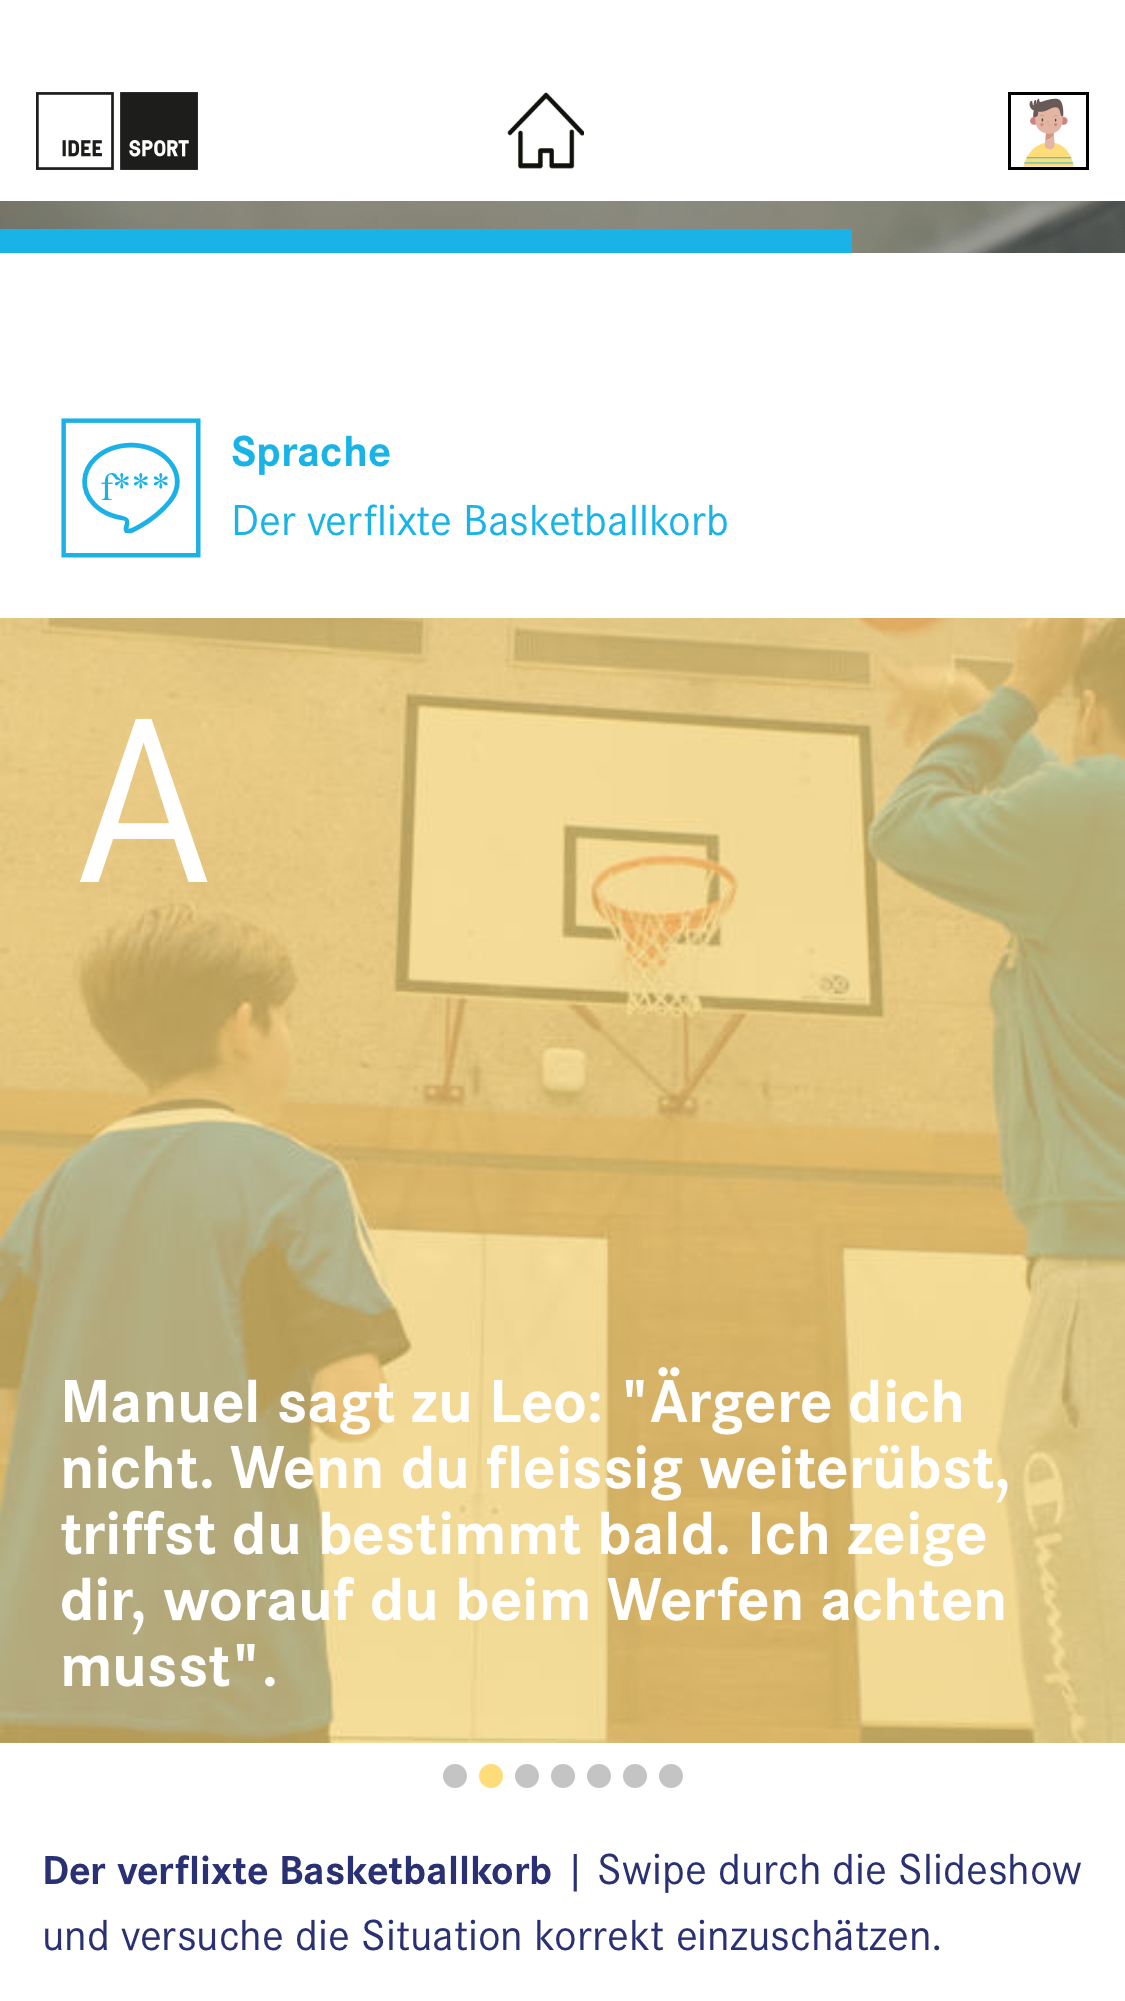 IDEE SPORT
f***
Sprache
Der verflixte Basketballkorb
A
Manuel sagt zu Leo: "Ärgere dich
nicht. Wenn du fleissig weiterübst,
triffst du bestimmt bald. Ich zeige
dir, worauf du beim Werfen achten
musst".
Champ
Der verflixte Basketballkorb | Swipe durch die Slideshow
und versuche die Situation korrekt einzuschätzen.